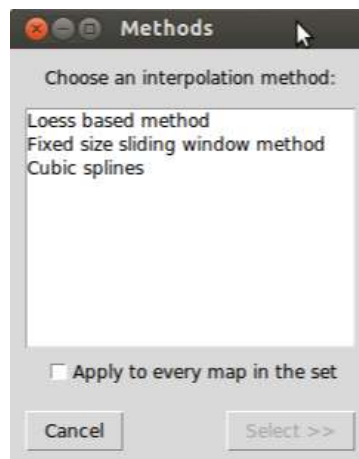 Methods
Choose an interpolation method:
Loess based method
Fixed size sliding window method
Cubic splines
Apply to every map in the set
Cancel
Select >>